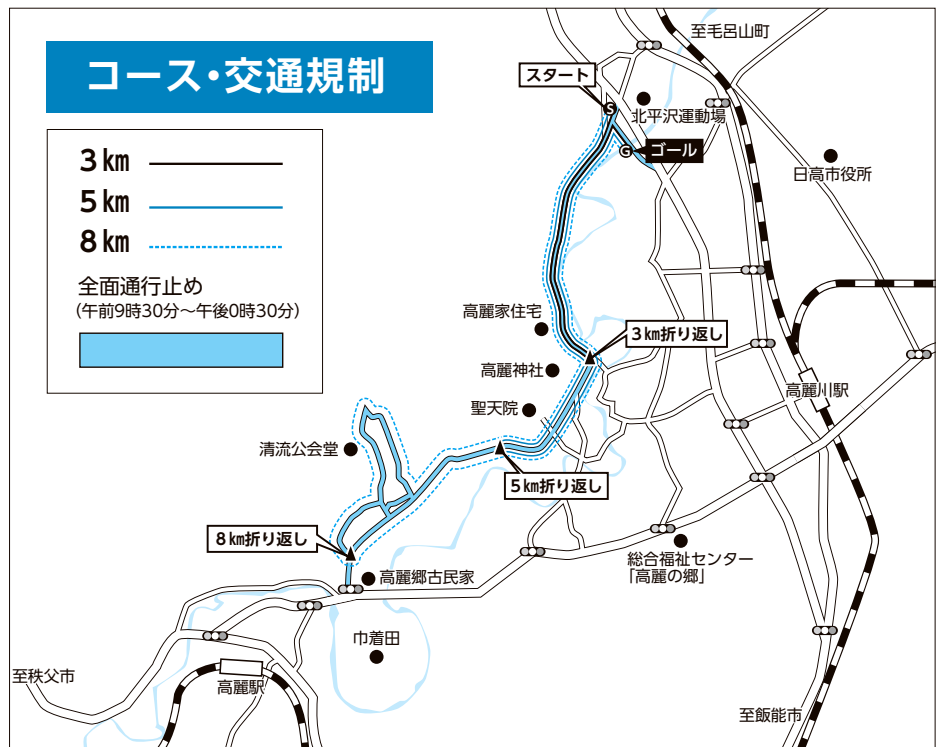 コース・交通規制
3㎞
5㎞
8㎞
全面通行止め
(午前9時30分～午後0時30分)
至毛呂山町
スタート
S
北平沢運動場
G
ゴール
日高市役所
高麗家住宅
3㎞折り返し
高麗神社
高麗川駅
聖天院
清流公会堂
5㎞折り返し
8㎞折り返し
総合福祉センター
「高麗の郷」
高麗郷古民家
巾着田
至秩父市
高麗駅
至飯能市